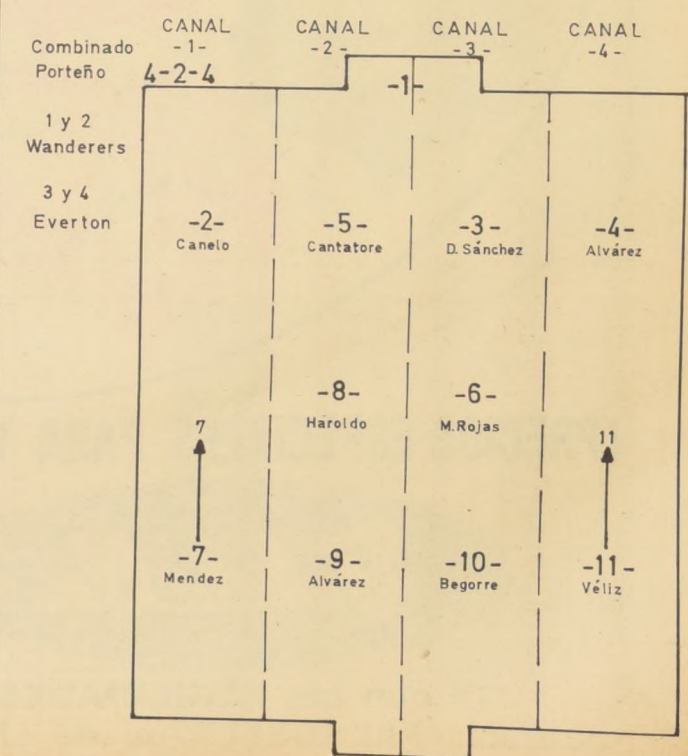 CANAL CANAL CANAL CANAL
Combinado -1- -2- -3- -4-
Porteño 4-2-4
-1-
1 y 2
Wanderers
3 y 4
Everton
-2- -5- -3- -4-
Canelo Cantatore D. Sánchez Alvárez
-8- -6-
Haroldo M.Rojas
7 11
-7- -9- -10- -11-
Mendez Alvárez Begorre Véliz